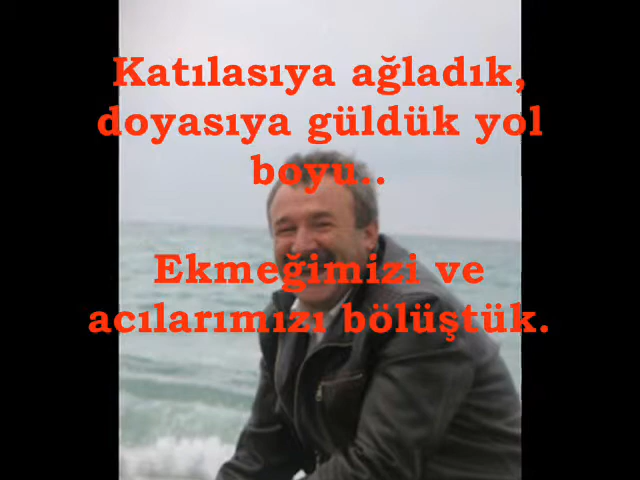 Katılasıya ağladık,
doyasıya güldük yol
boyu..
Ekmeğimizi ve
acılarımızı bölüştük.